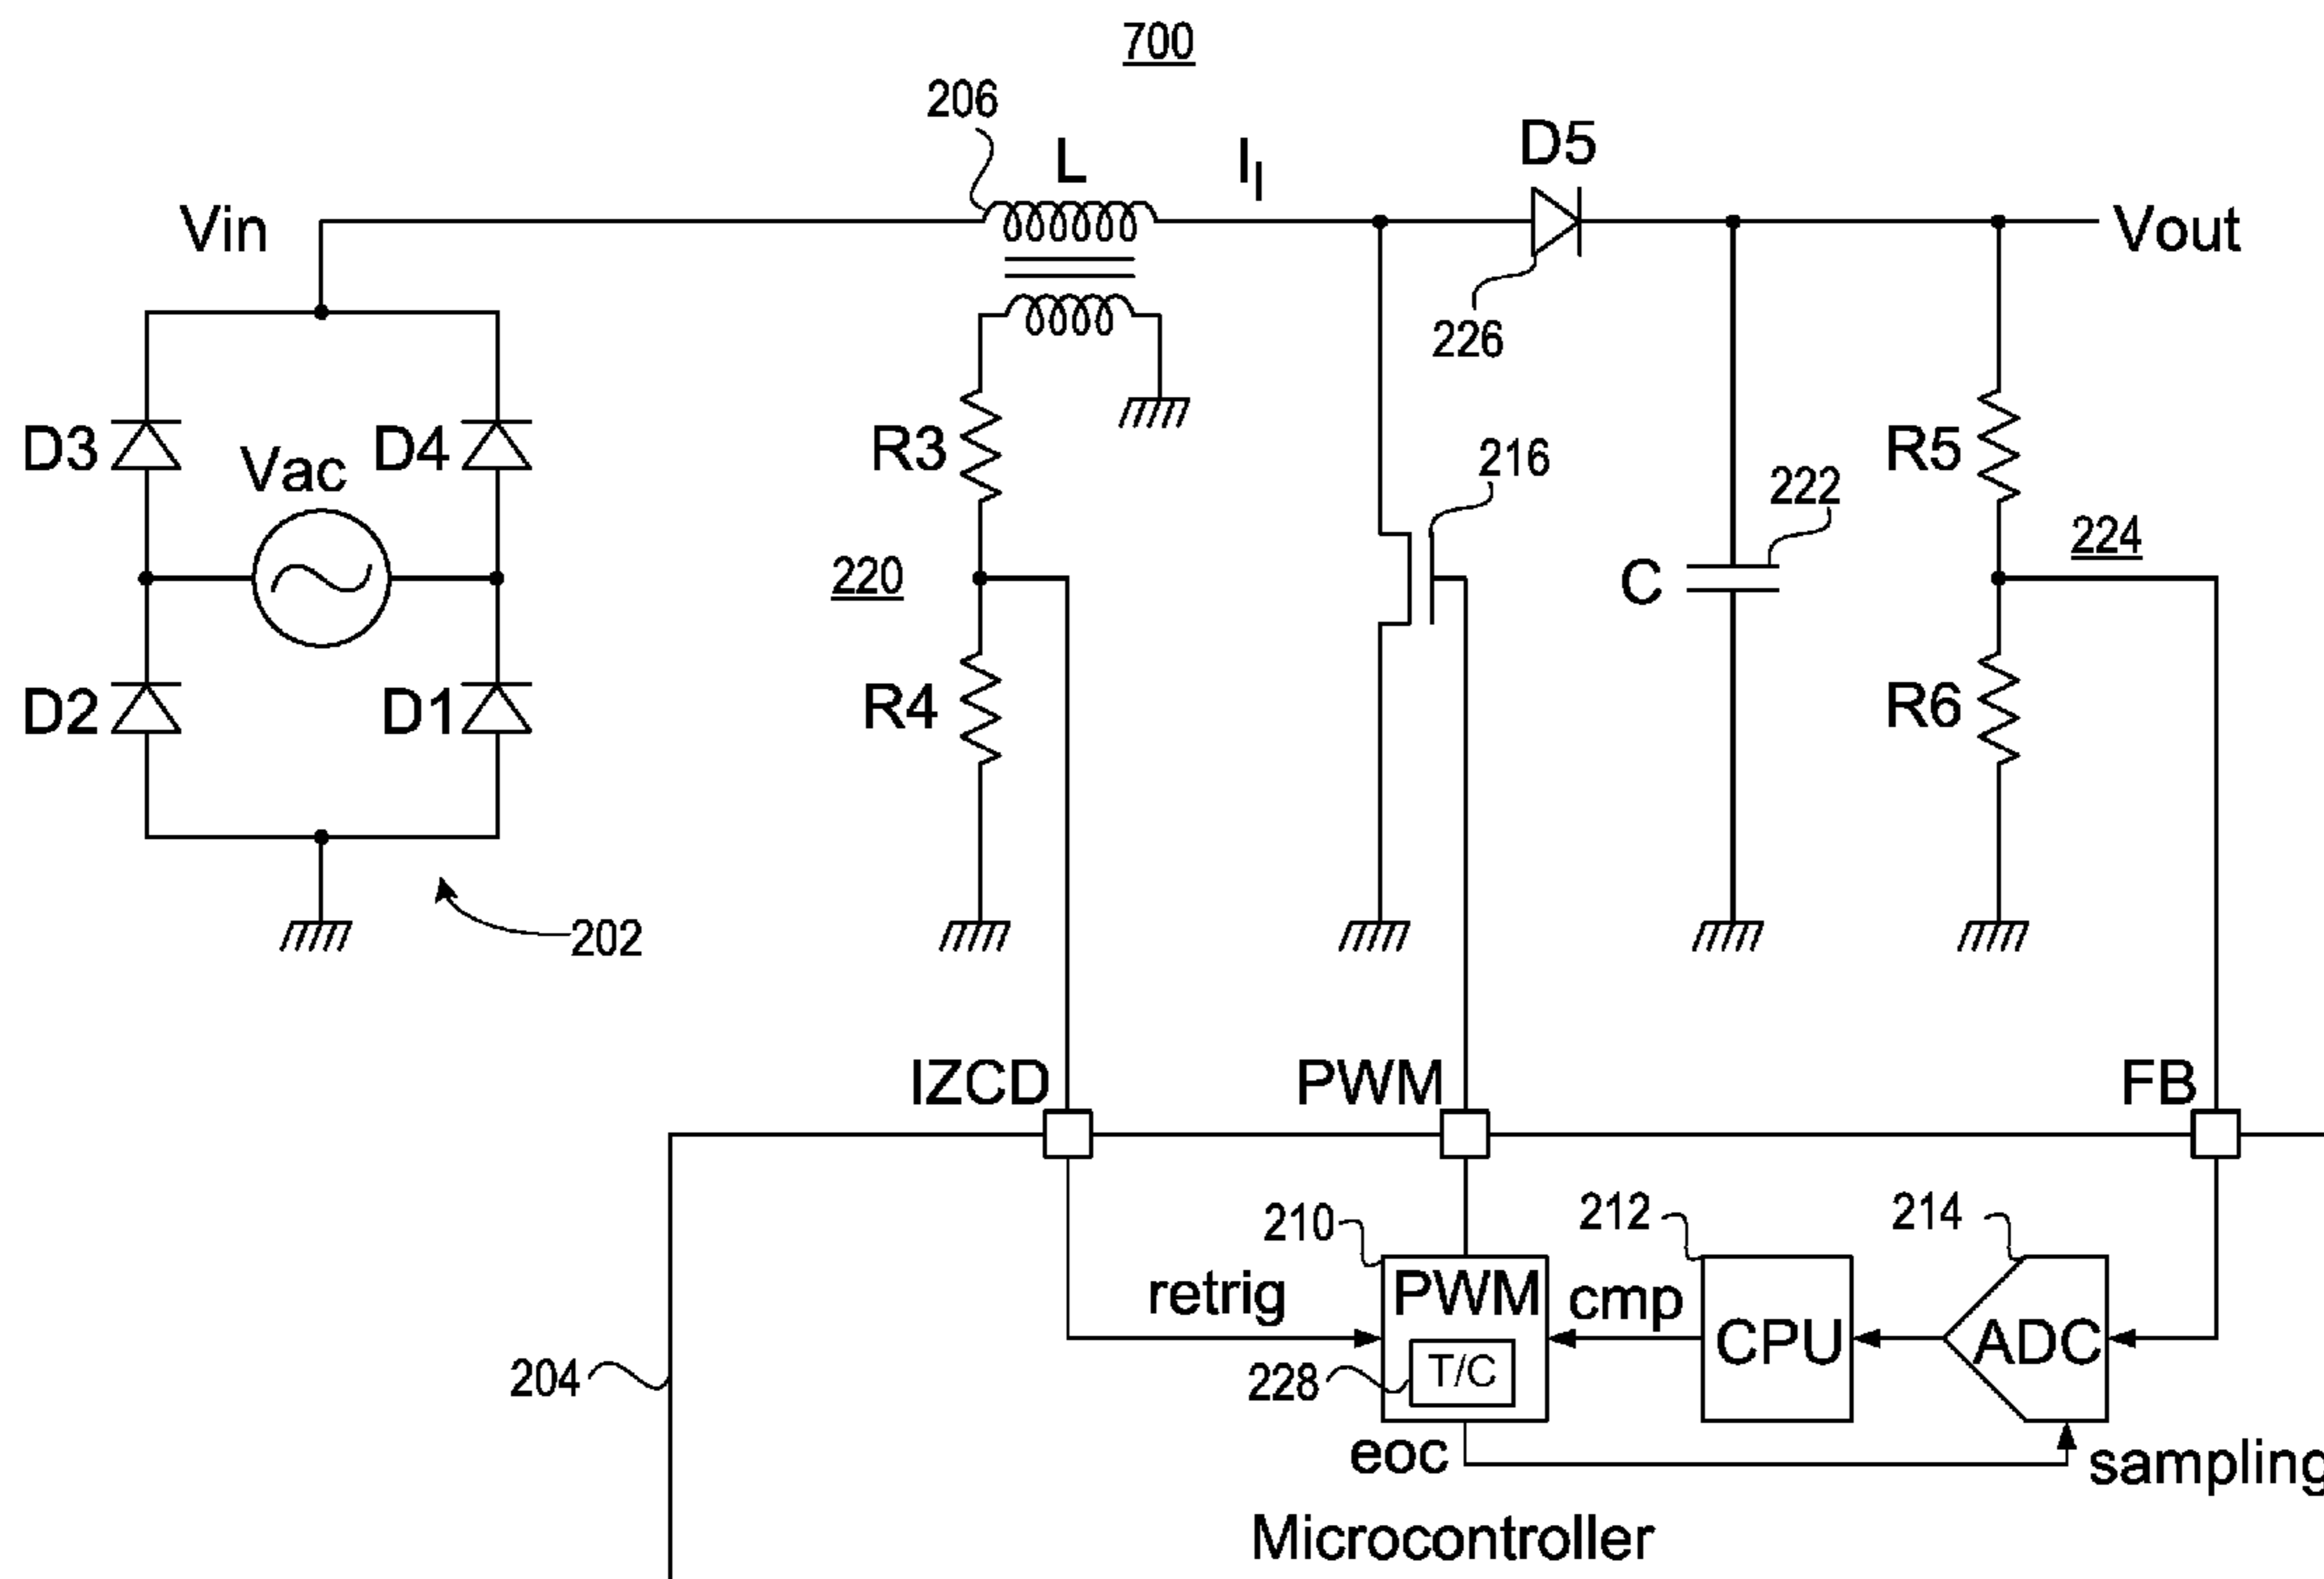 700
206
L
I|
D5
Vin
Vout
226
D3
Vac
D4
R3
216
R5
222
220
224
C
D2
D1
R4
R6
202
IZCD
PWM
FB
210
212
214
retrig
PWM
cmp
CPU
ADC
204
228
T/C
eoc
sampling
Microcontroller